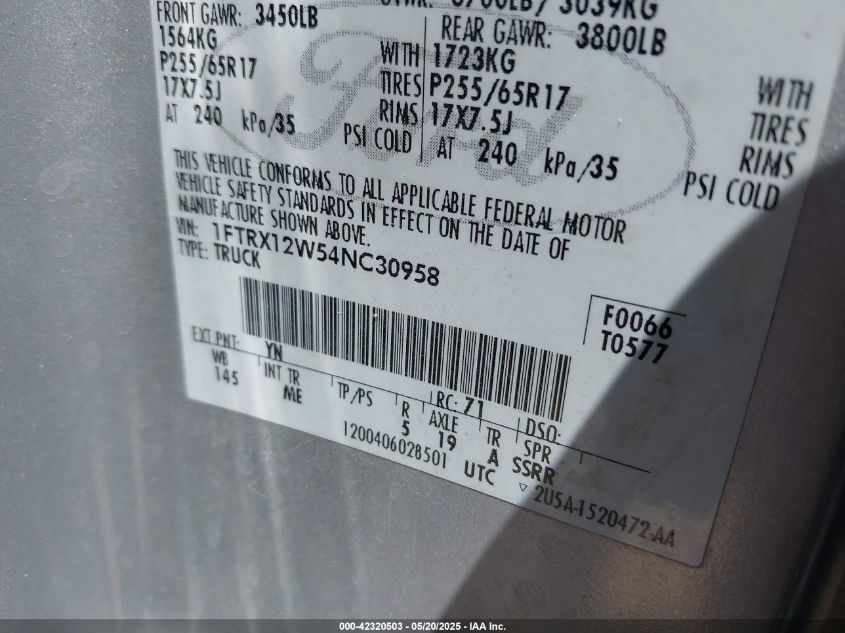 GVWR: 6700LB/ 3039KG
FRONT GAWR: 3450LB REAR GAWR: 3800LB
1564KG WITH 1723KG WITH
P255/65R17 TIRES P255/65R17 TIRES
17X7.5J RIMS 17X7.5J RIMS
AT 240 kPa/35 PSI COLD AT 240 kPa/35 PSI COLD
Ford
THIS VEHICLE CONFORMS TO ALL APPLICABLE FEDERAL MOTOR
VEHICLE SAFETY STANDARDS IN EFFECT ON THE DATE OF
MANUFACTURE SHOWN ABOVE.
VIN: 1FTRX12W54NC30958
TYPE: TRUCK
F0066
T0577
EXT PNT: YN RC: 71 DSO:
WB INT TR TP/PS R AXLE TR SPR
145 ME 5 19 A SSRR
1200406028501 UTC
▽ 2U5A-1520472-AA
000-42320503 — 05/20/2025 — IAA Inc.